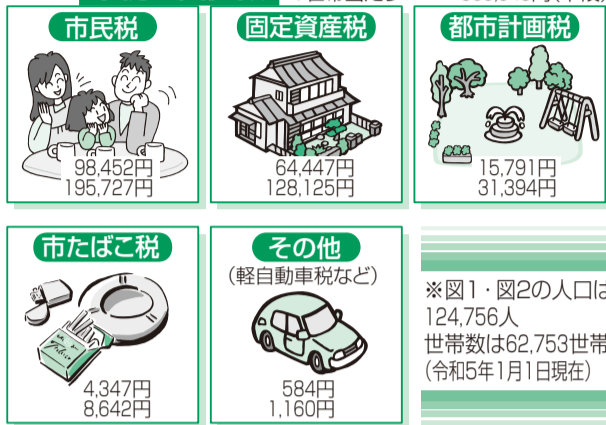 市民税
98,452円
195,727円
固定資産税
64,447円
128,125円
都市計画税
15,791円
31,394円
市たばこ税
4,347円
8,642円
その他
(軽自動車税など)
584円
1,160円
※図1・図2の人口は
124,756人
世帯数は62,753世帯
(令和5年1月1日現在)